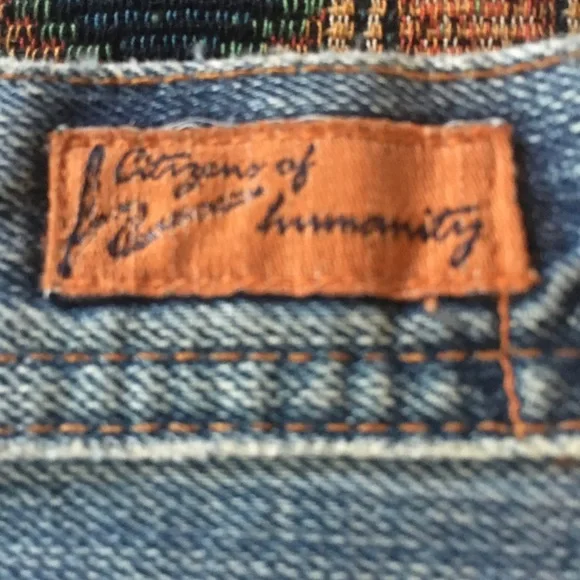 Citizens of
humanity